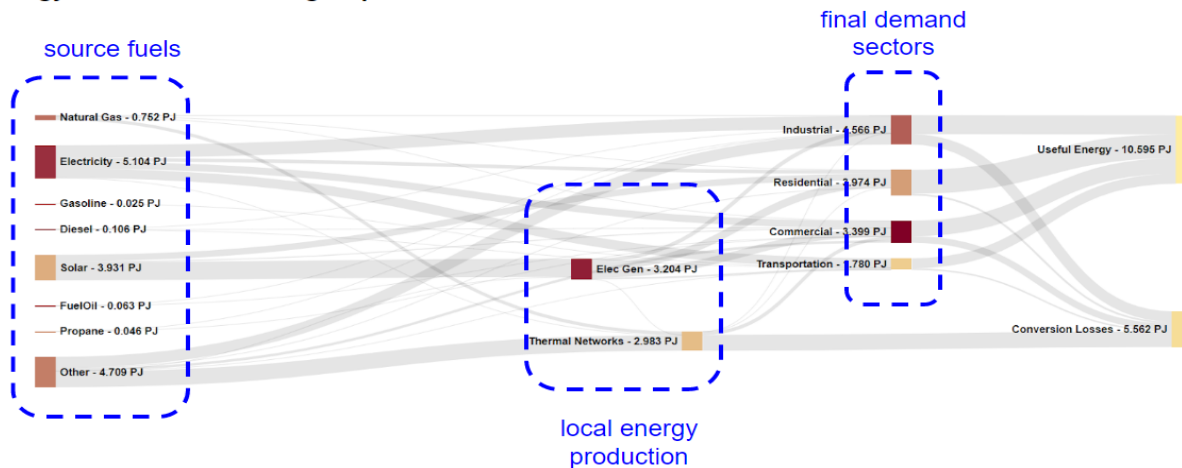 source fuels
final demand
sectors
Natural Gas - 0.752 PJ
Electricity - 5.104 PJ
Gasoline - 0.025 PJ
Diesel - 0.106 PJ
Solar - 3.931 PJ
FuelOil - 0.063 PJ
Propane - 0.046 PJ
Other - 4.709 PJ
Elec Gen - 3.204 PJ
Thermal Networks - 2.983 PJ
local energy
production
Industrial - .566 PJ
Residential - .974 PJ
Commercial - 3.399 PJ
Transportation - .780 PJ
Useful Energy - 10.595 PJ
Conversion Losses - 5.562 PJ